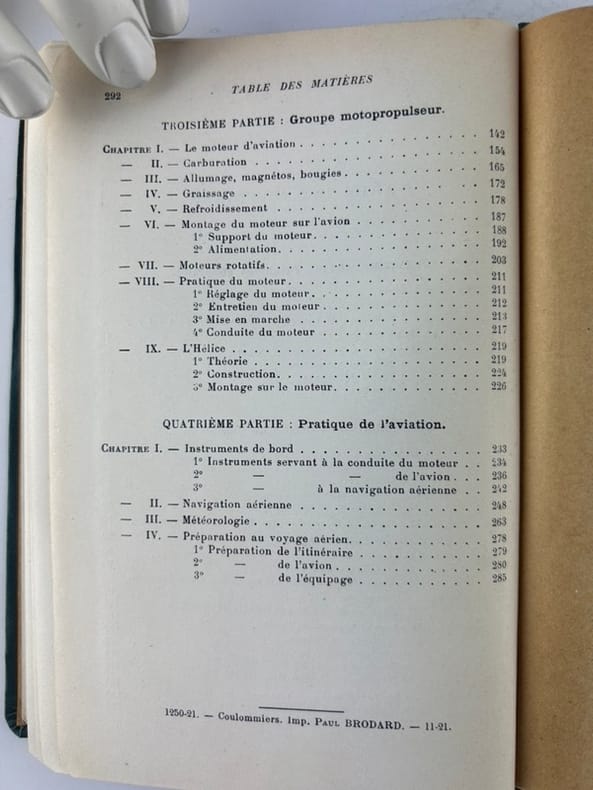 292
TABLE DES MATIÈRES
TROISIÈME PARTIE : Groupe motopropulseur.
CHAPITRE I. — Le moteur d'aviation . . . . . . . . . . . . . . . 142
— II. — Carburation . . . . . . . . . . . . . . . . . . 154
— III. — Allumage, magnétos, bougies . . . . . . . . . . . . 165
— IV. — Graissage . . . . . . . . . . . . . . . . . . . 172
— V. — Refroidissement . . . . . . . . . . . . . . . . . 178
— VI. — Montage du moteur sur l'avion . . . . . . . . . . . 187
1° Support du moteur. . . . . . . . . . . . . . 188
2° Alimentation. . . . . . . . . . . . . . . . . 192
— VII. — Moteurs rotatifs. . . . . . . . . . . . . . . . . 203
— VIII. — Pratique du moteur. . . . . . . . . . . . . . . . 211
1° Réglage du moteur. . . . . . . . . . . . . . 211
2° Entretien du moteur. . . . . . . . . . . . . 212
3° Mise en marche . . . . . . . . . . . . . . . 213
4° Conduite du moteur . . . . . . . . . . . . . 217
— IX. — L'Hélice . . . . . . . . . . . . . . . . . . . . 219
1° Théorie . . . . . . . . . . . . . . . . . . 219
2° Construction. . . . . . . . . . . . . . . . . 224
3° Montage sur le moteur. . . . . . . . . . . . 226
QUATRIÈME PARTIE : Pratique de l'aviation.
CHAPITRE I. — Instruments de bord . . . . . . . . . . . . . . . 233
1° Instruments servant à la conduite du moteur . . 234
2° — — de l'avion . . . 236
3° — à la navigation aérienne . . 242
— II. — Navigation aérienne . . . . . . . . . . . . . . . 248
— III. — Météorologie . . . . . . . . . . . . . . . . . . 263
— IV. — Préparation au voyage aérien. . . . . . . . . . . 278
1° Préparation de l'itinéraire . . . . . . . . . 279
2° — de l'avion . . . . . . . . . . . . 280
3° — de l'équipage . . . . . . . . . . 285
1250-21. — Coulommiers. Imp. PAUL BRODARD. — 11-21.